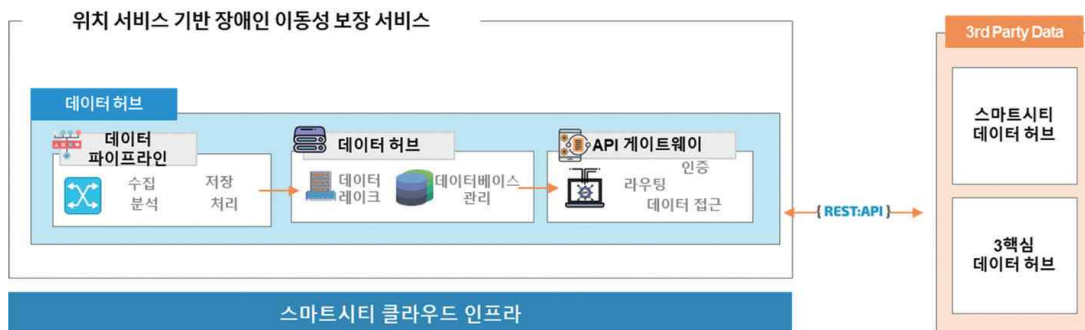 위치 서비스 기반 장애인 이동성 보장 서비스
데이터 허브
데이터
파이프라인
수집 저장
분석 처리
데이터 허브
데이터
레이크
데이터베이스
관리
API 게이트웨이
인증
라우팅
데이터 접근
{ REST:API }
3rd Party Data
스마트시티
데이터 허브
3핵심
데이터 허브
스마트시티 클라우드 인프라